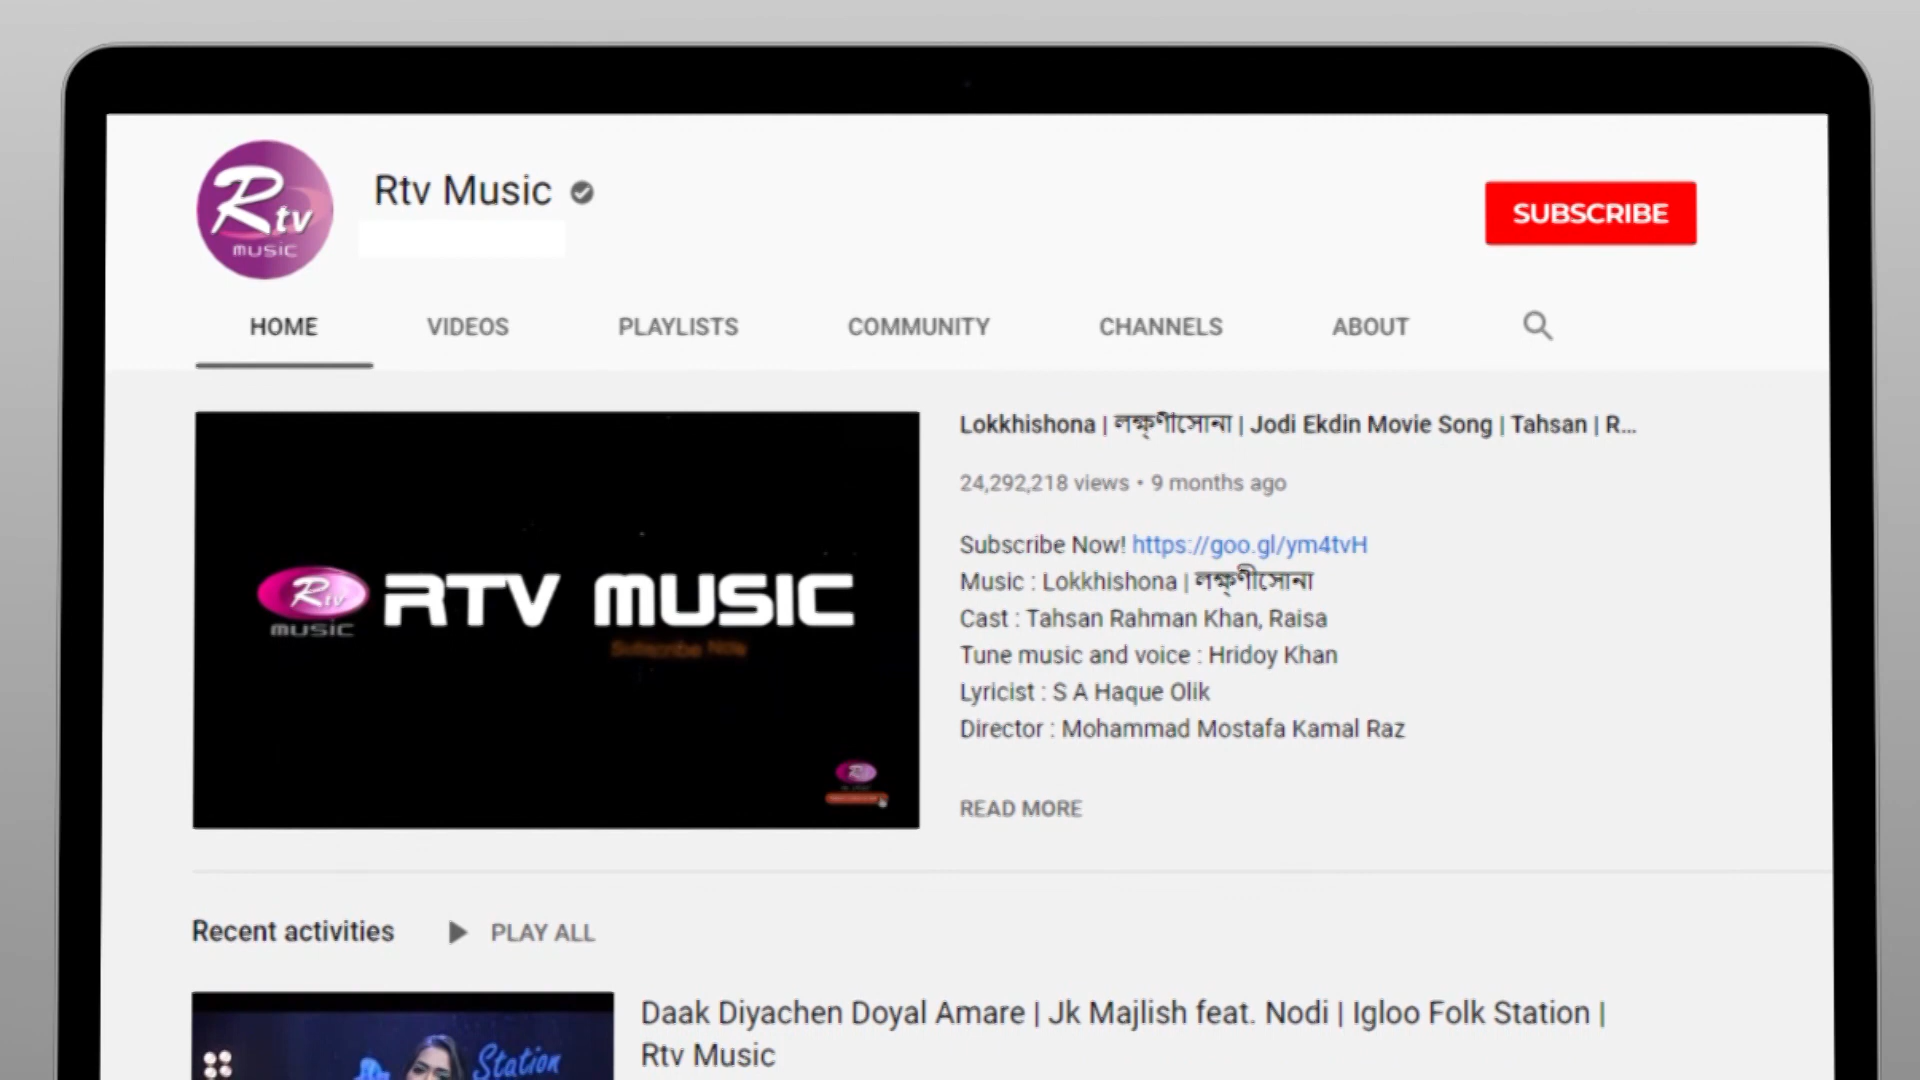 Rtv
MUSIC
Rtv Music
SUBSCRIBE
HOME
VIDEOS
PLAYLISTS
COMMUNITY
CHANNELS
ABOUT
Rtv
MUSIC
RTV MUSIC
Subscribe Now
Lokkhishona | লক্ষ্ণীসোনা | Jodi Ekdin Movie Song | Tahsan | R...
24,292,218 views • 9 months ago
Subscribe Now! https://goo.gl/ym4tvH
Music : Lokkhishona | লক্ষ্ণীসোনা
Cast : Tahsan Rahman Khan, Raisa
Tune music and voice : Hridoy Khan
Lyricist : S A Haque Olik
Director : Mohammad Mostafa Kamal Raz
READ MORE
Recent activities
PLAY ALL
Station
Daak Diyachen Doyal Amare | Jk Majlish feat. Nodi | Igloo Folk Station |
Rtv Music